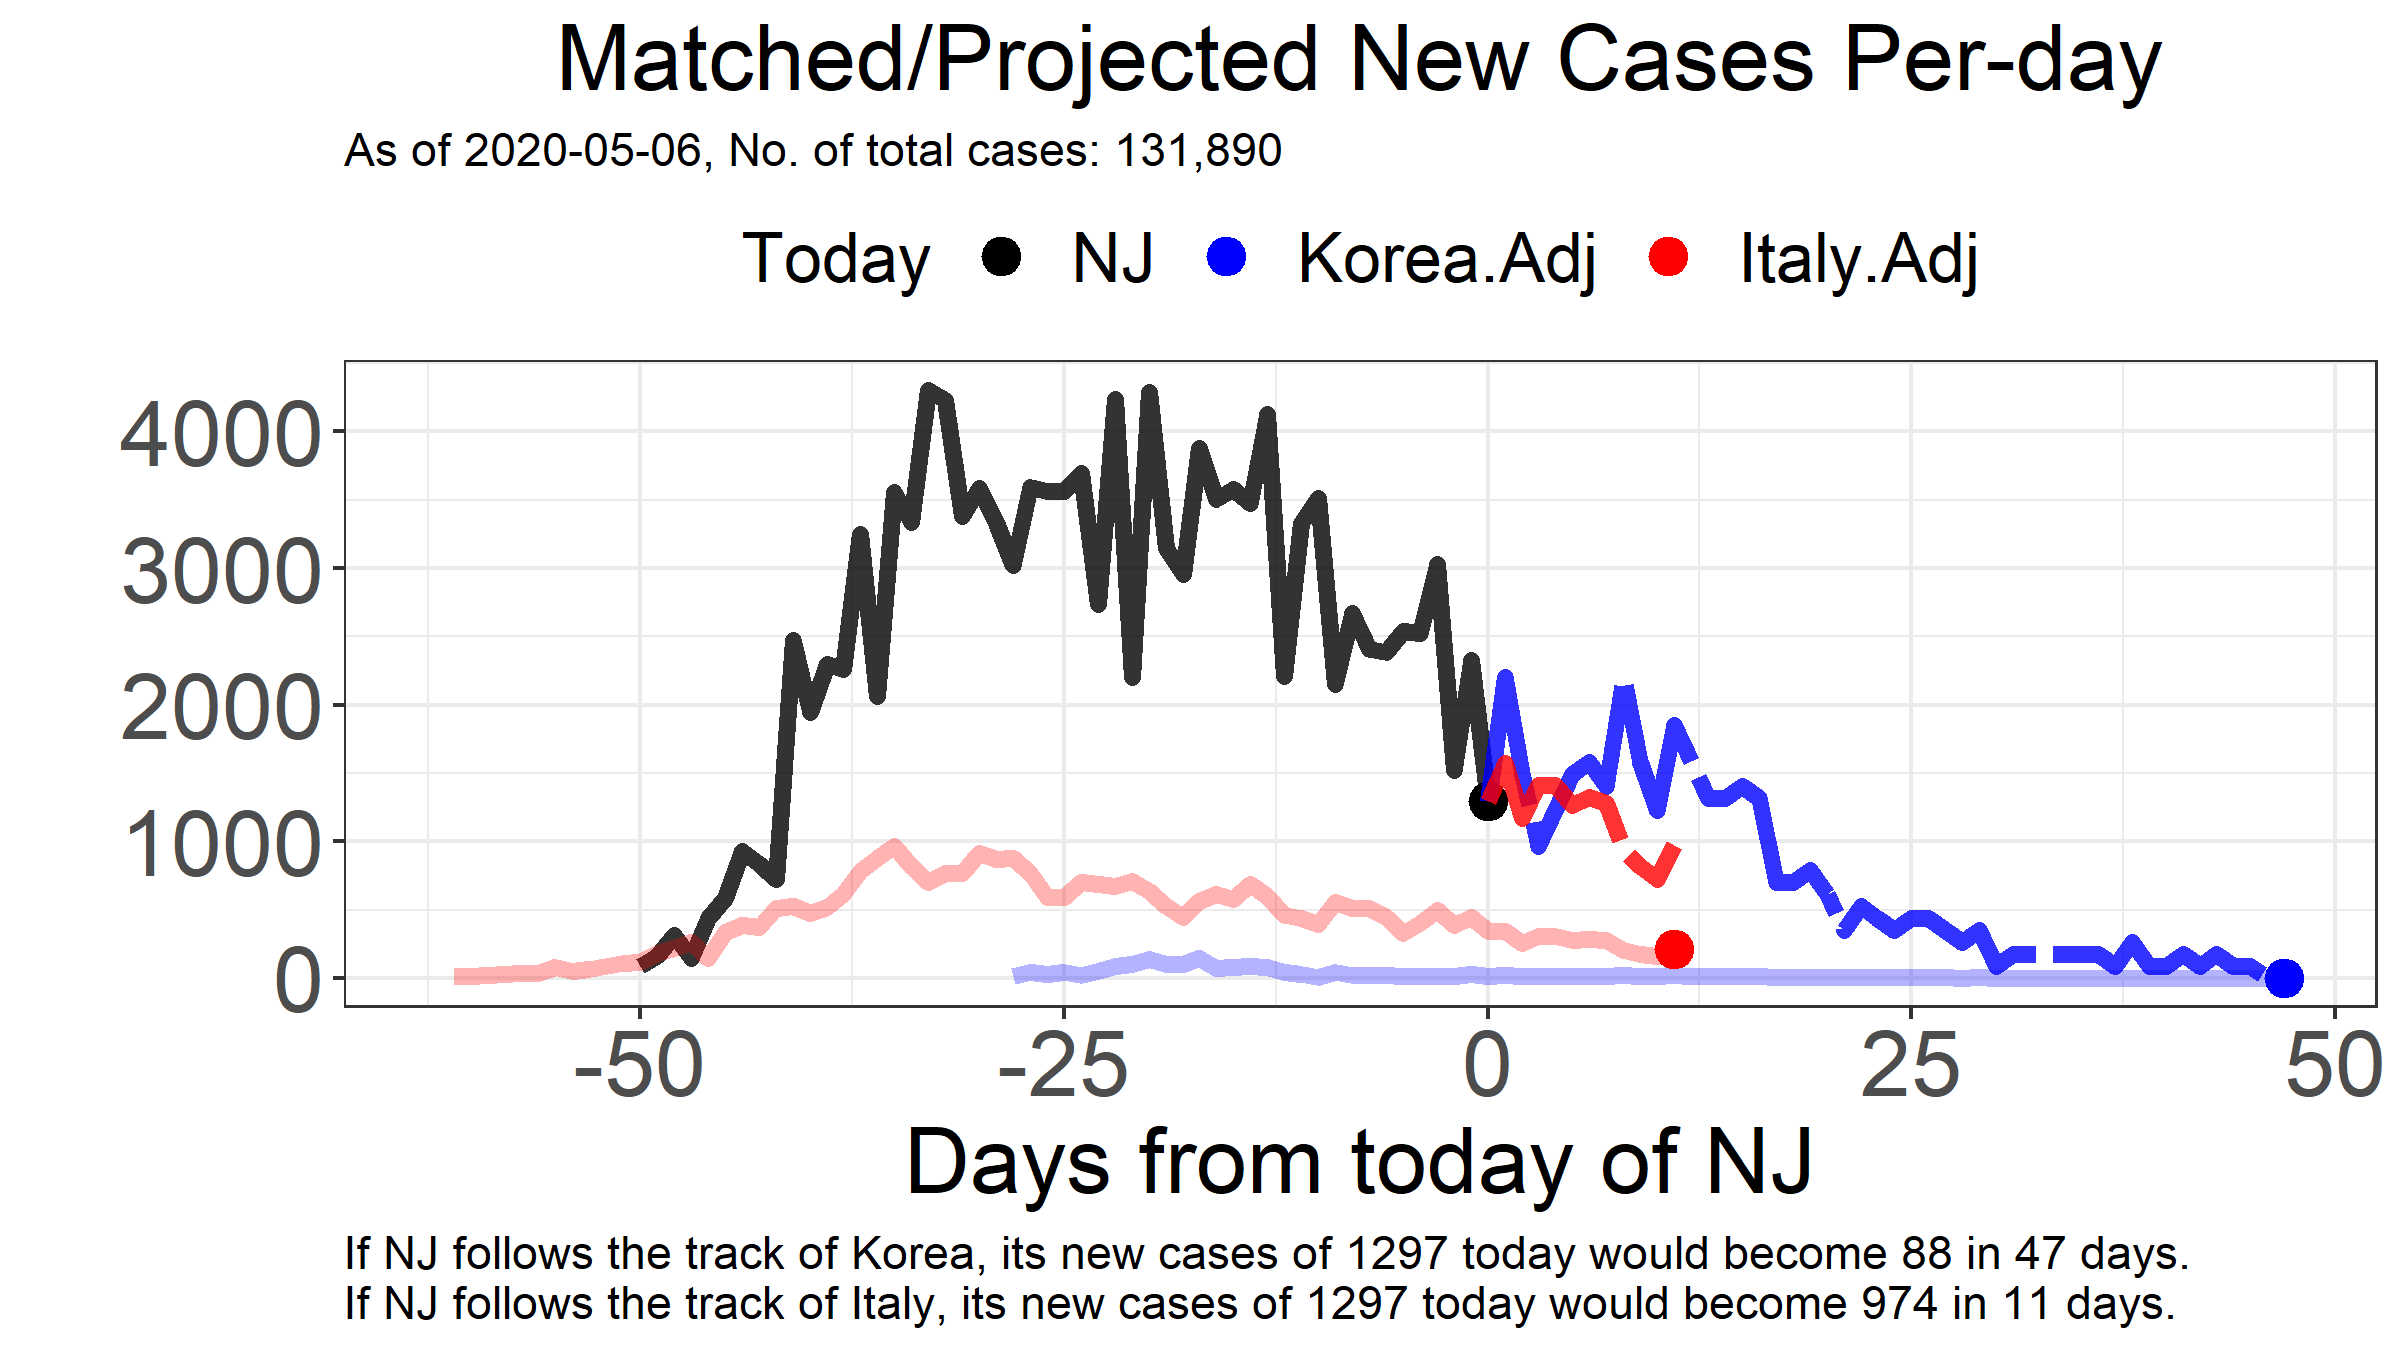 Matched/Projected New Cases Per-day
As of 2020-05-06, No. of total cases: 131,890
Today NJ Korea.Adj Italy.Adj
4000
3000
2000
1000
0
-50 -25 0 25 50
Days from today of NJ
If NJ follows the track of Korea, its new cases of 1297 today would become 88 in 47 days.
If NJ follows the track of Italy, its new cases of 1297 today would become 974 in 11 days.